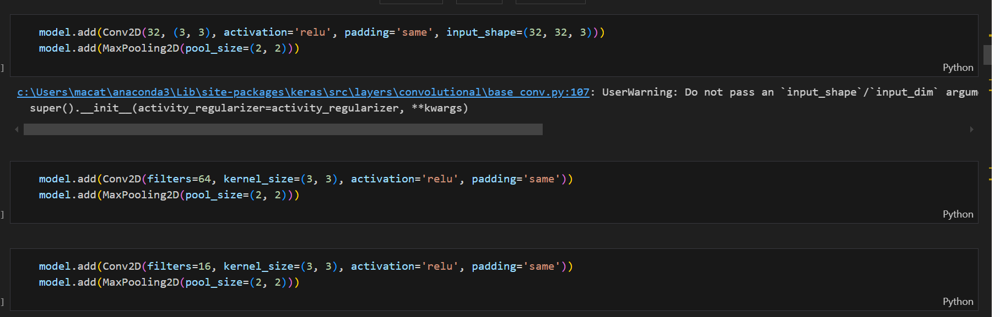 model.add(Conv2D(32, (3, 3), activation='relu', padding='same', input_shape=(32, 32, 3)))
model.add(MaxPooling2D(pool_size=(2, 2)))
]
Python
c:\Users\macat\anaconda3\Lib\site-packages\keras\src\layers\convolutional\base_conv.py:107: UserWarning: Do not pass an `input_shape`/`input_dim` argum
super().__init__(activity_regularizer=activity_regularizer, **kwargs)
model.add(Conv2D(filters=64, kernel_size=(3, 3), activation='relu', padding='same'))
model.add(MaxPooling2D(pool_size=(2, 2)))
]
Python
model.add(Conv2D(filters=16, kernel_size=(3, 3), activation='relu', padding='same'))
model.add(MaxPooling2D(pool_size=(2, 2)))
]
Python